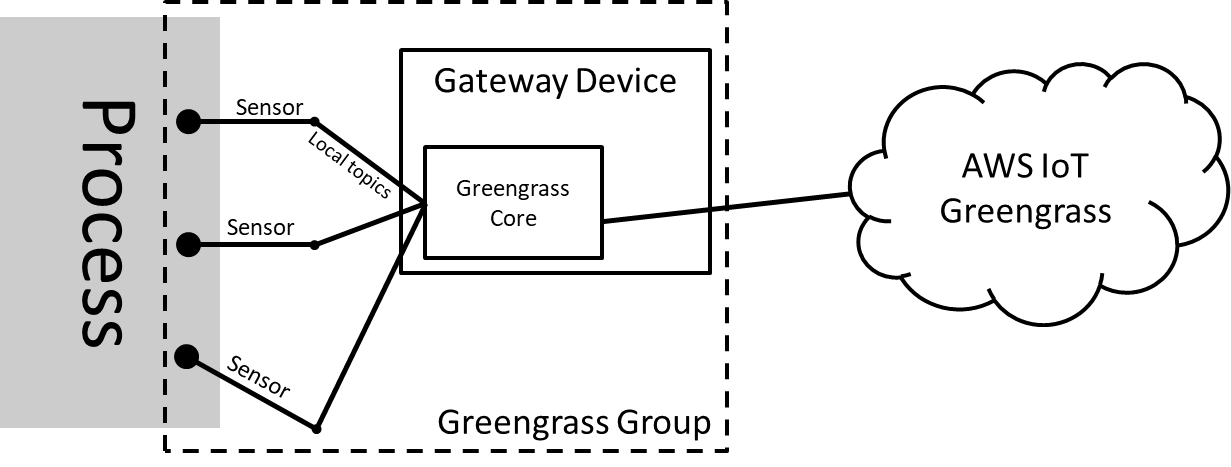 Process
Sensor
Local topics
Sensor
Sensor
Gateway Device
Greengrass
Core
Greengrass Group
AWS IoT
Greengrass